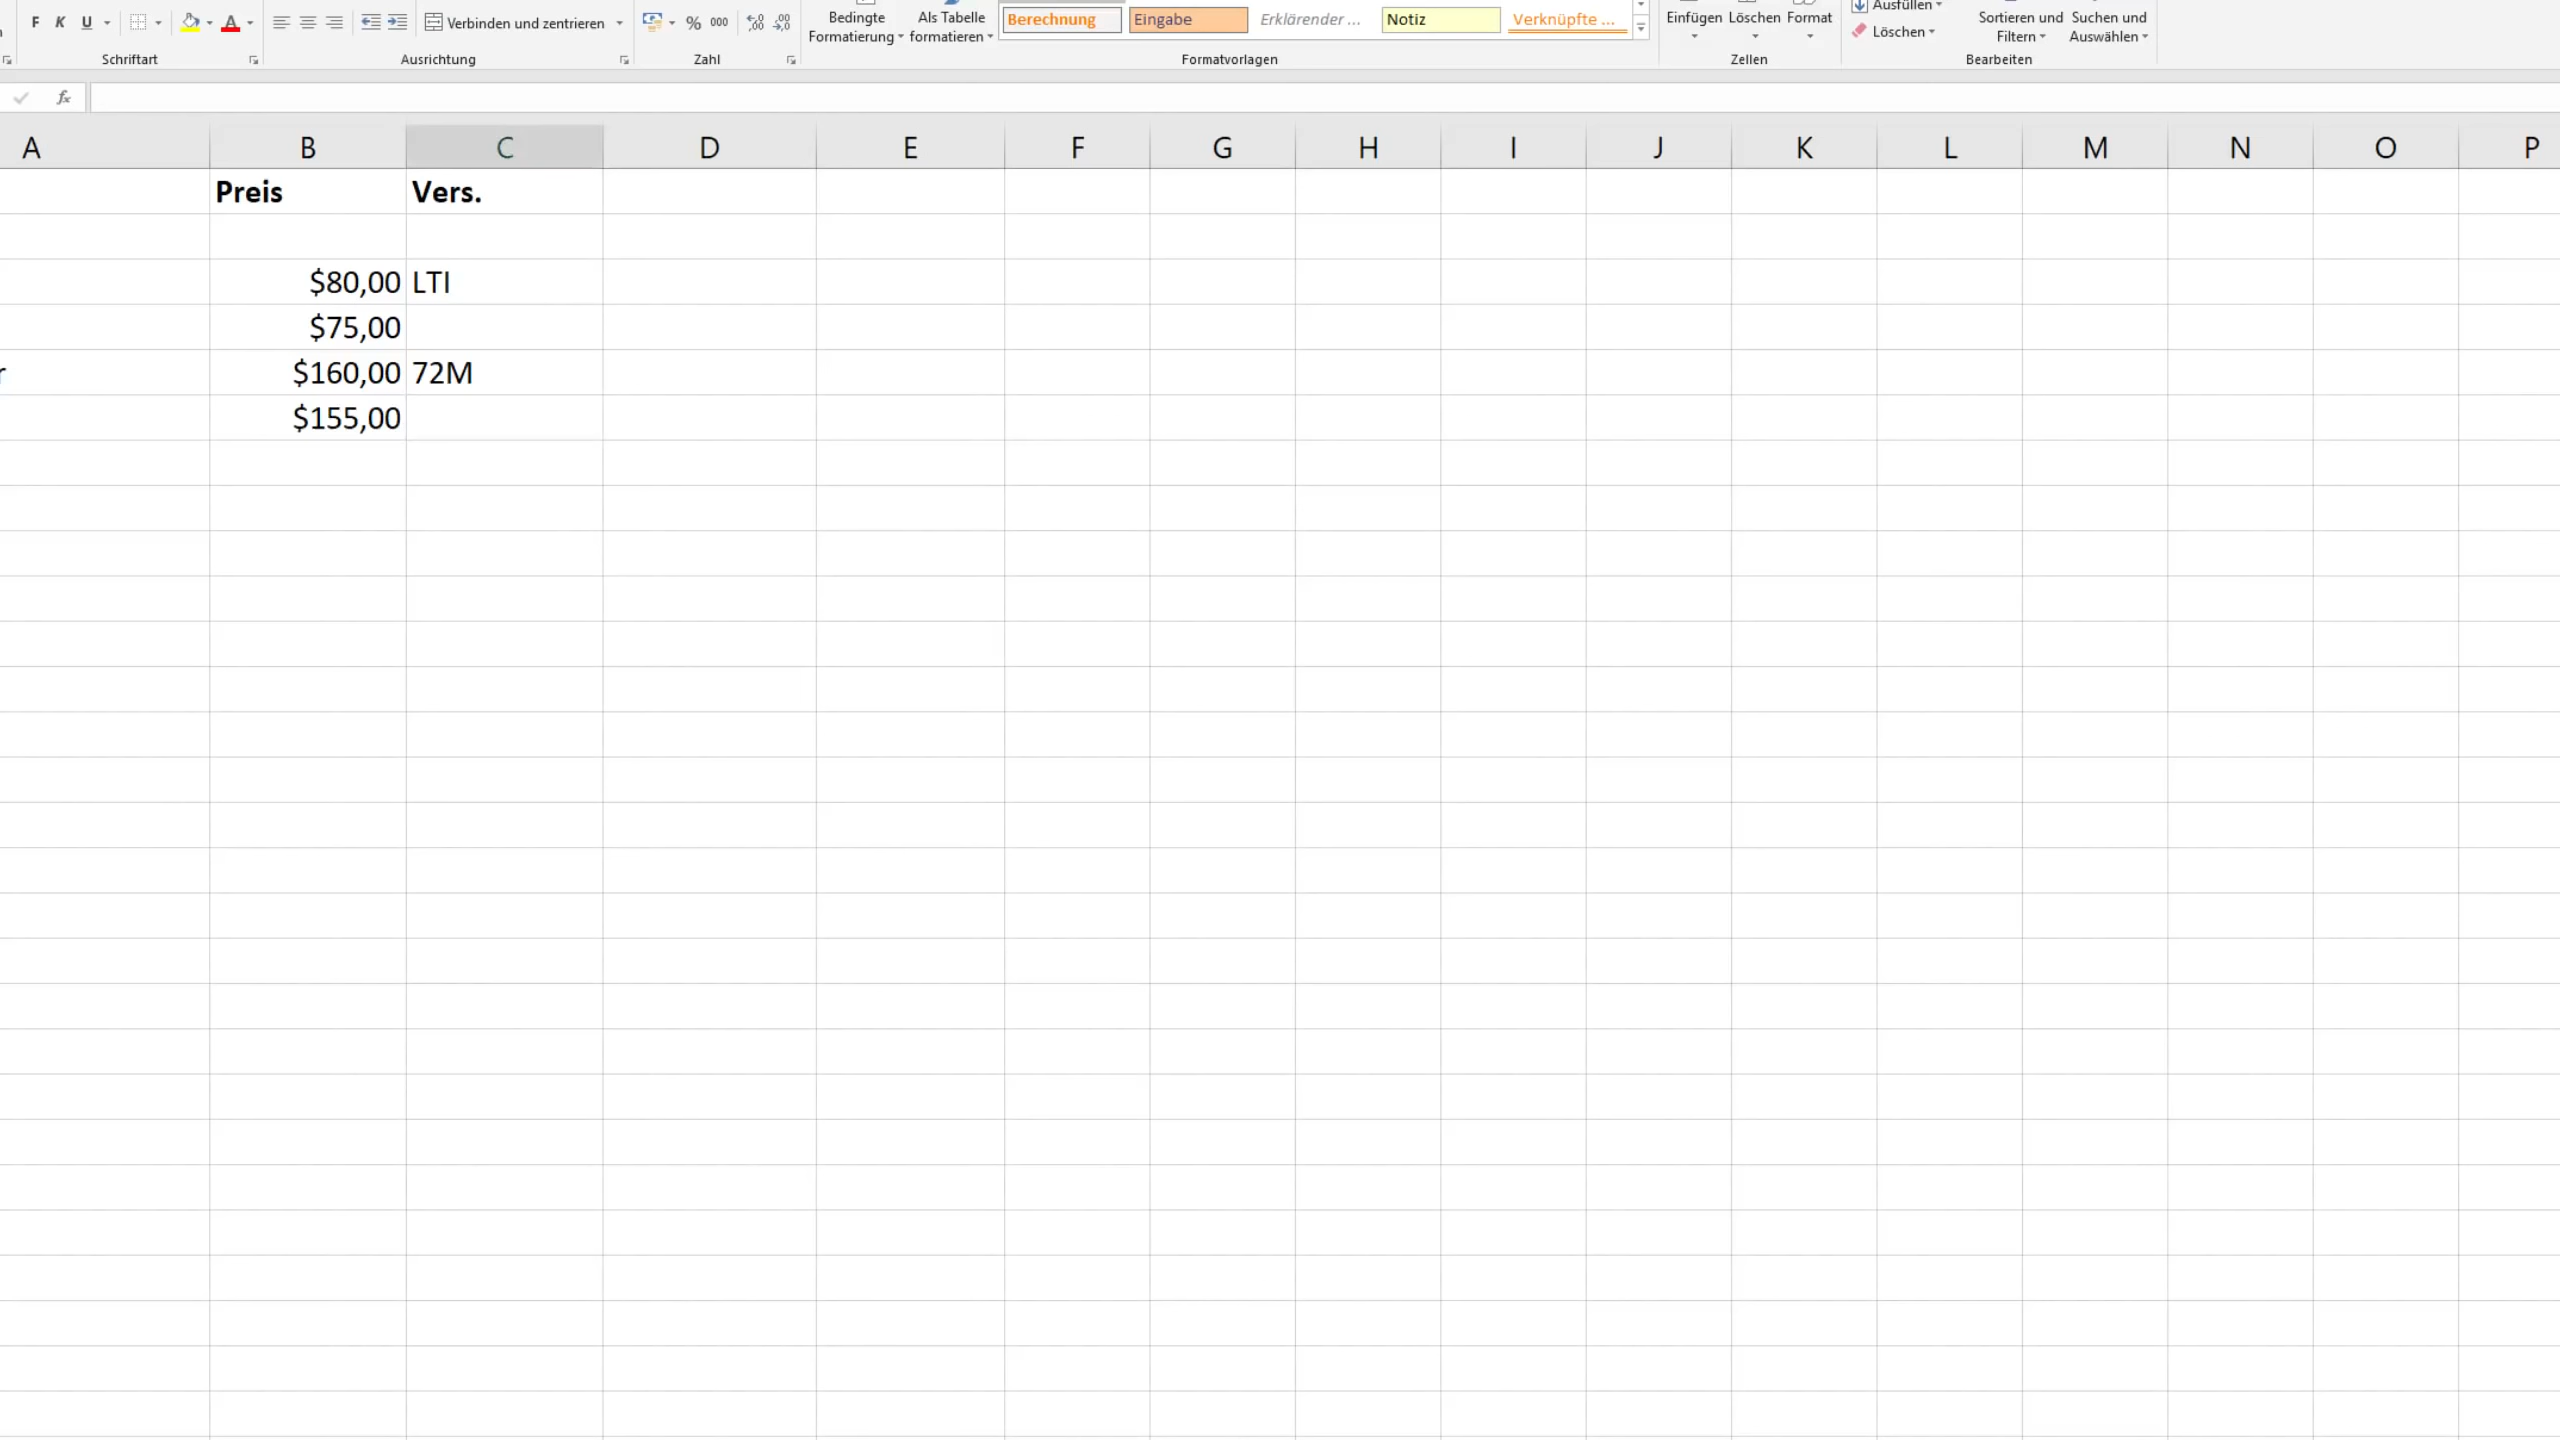 Ausfüllen
F K U Verbinden und zentrieren % 000 Bedingte Formatierung Als Tabelle formatieren Berechnung Eingabe Erklärender ... Notiz Verknüpfte ... Einfügen Löschen Format Löschen Sortieren und Filtern Suchen und Auswählen
Schriftart Ausrichtung Zahl Formatvorlagen Zellen Bearbeiten
fx
A B C D E F G H I J K L M N O P
Preis Vers.
$80,00 LTI
$75,00
r $160,00 72M
$155,00